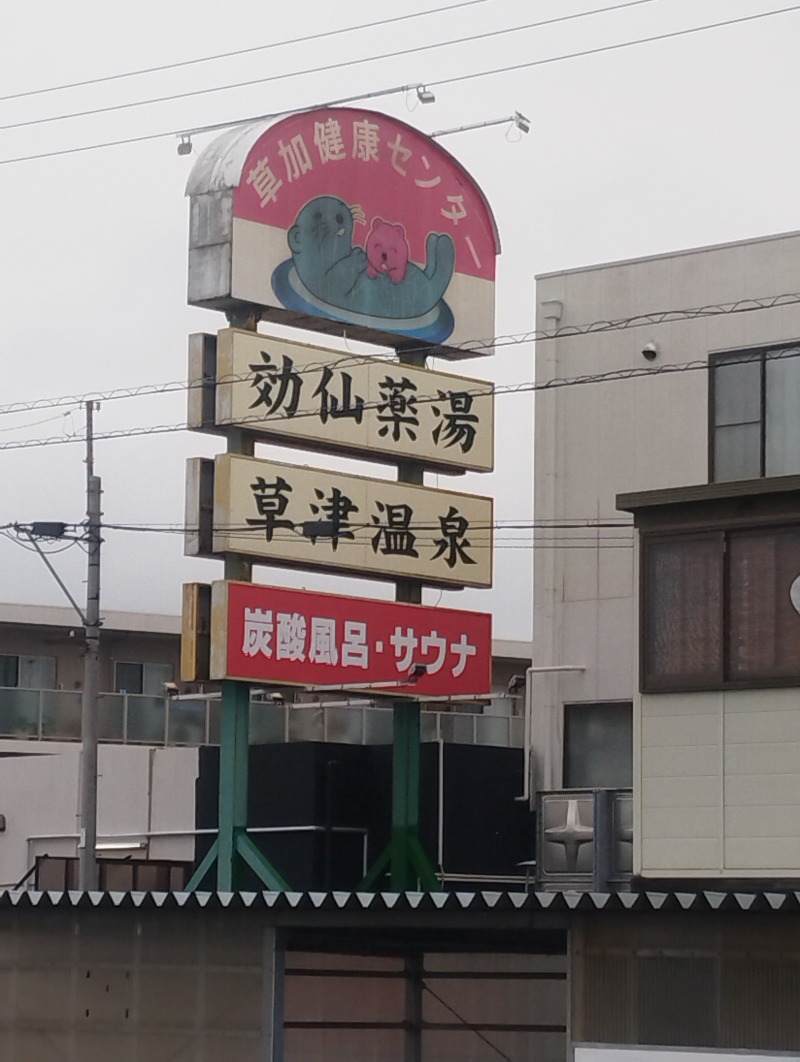 草加健康センター
効仙薬湯
草津温泉
炭酸風呂・サウナ